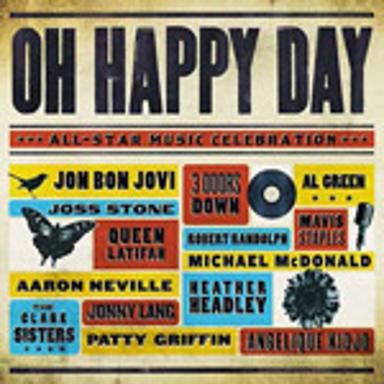 OH HAPPY DAY
ALL-STAR MUSIC CELEBRATION
JON BON JOVI
3 DOORS
DOWN
AL GREEN
JOSS STONE
QUEEN
LATIFAH
ROBERT RANDOLPH
MAVIS
STAPLES
MICHAEL McDONALD
AARON NEVILLE
HEATHER
HEADLEY
THE
CLARK
SISTERS
JONNY LANG
PATTY GRIFFIN
ANGELIQUE KIDJO